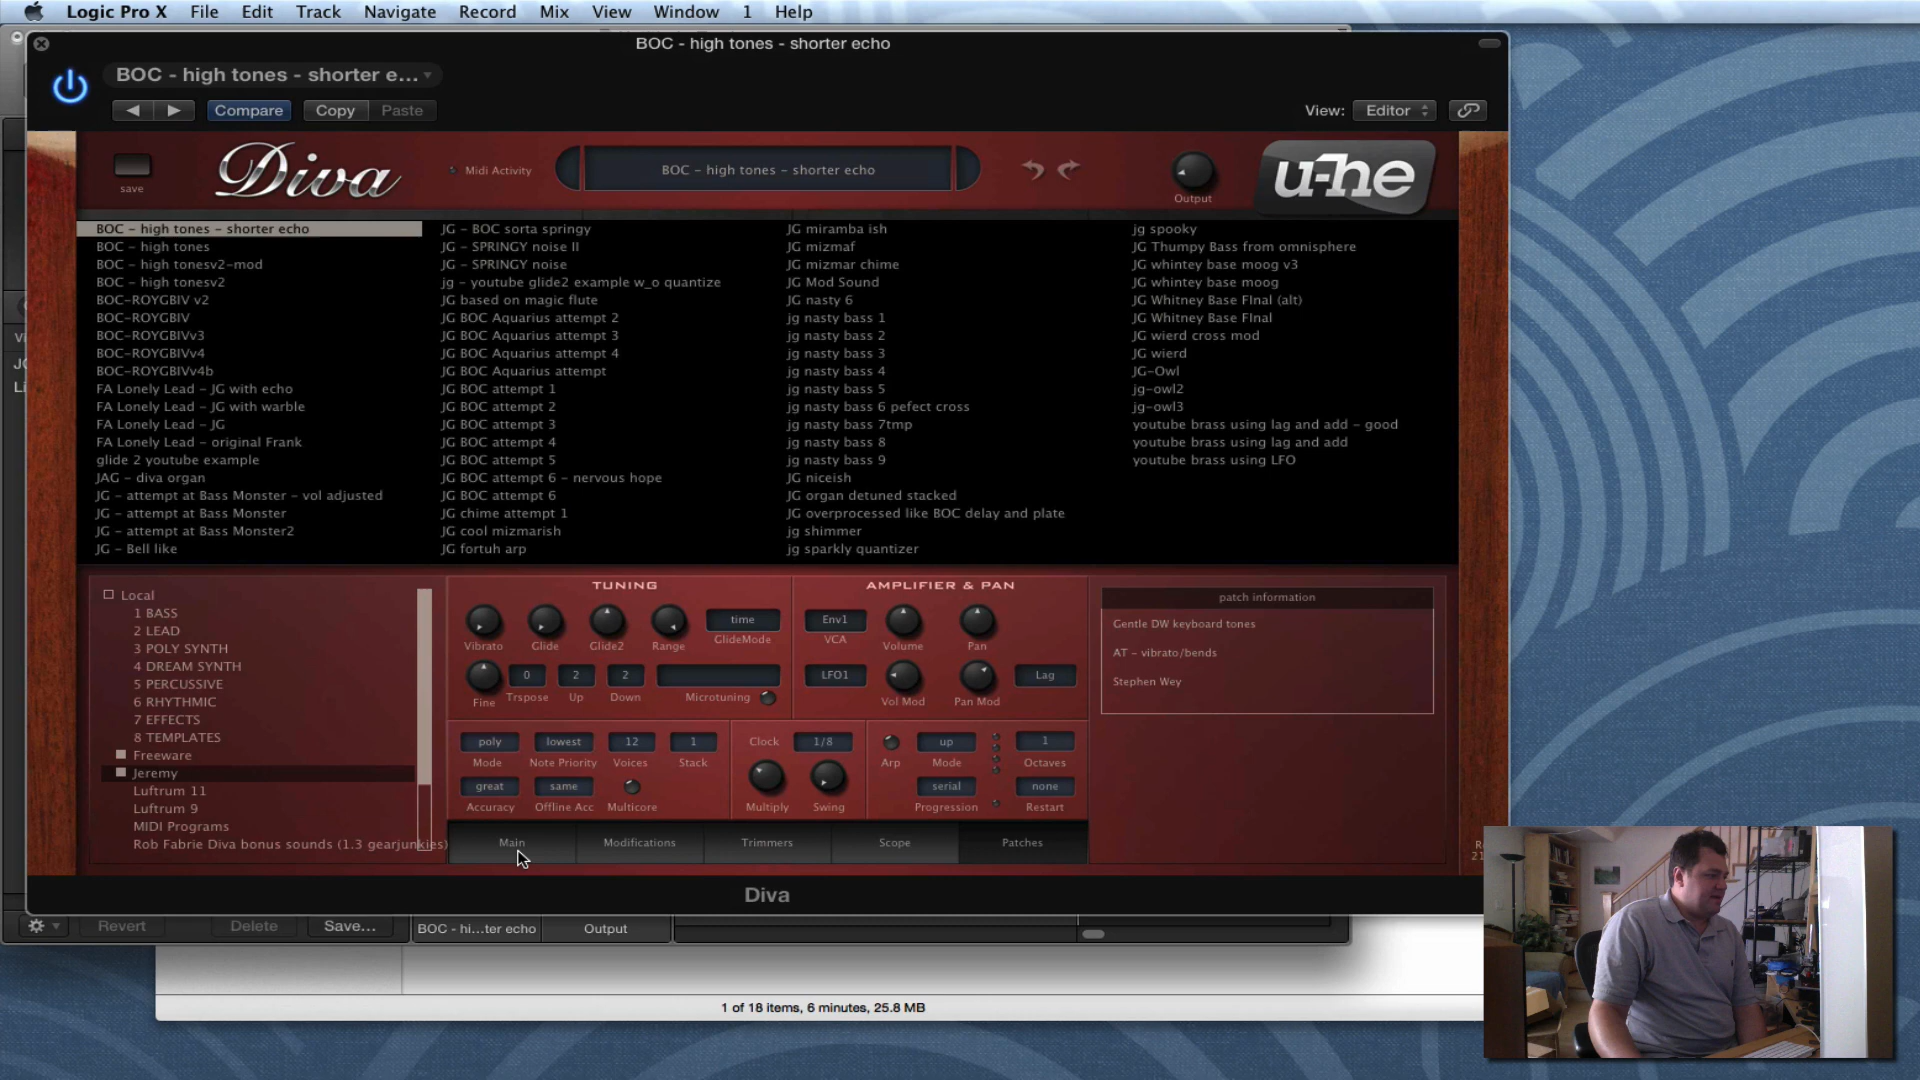 Logic Pro X File Edit Track Navigate Record Mix View Window 1 Help
BOC - high tones - shorter echo
BOC - high tones - shorter e...
Compare Copy Paste
View: Editor
save
Diva
Midi Activity
BOC - high tones - shorter echo
Output
u-he
BOC - high tones - shorter echo
BOC - high tones
BOC - high tonesv2-mod
BOC - high tonesv2
BOC-ROYGBIV v2
BOC-ROYGBIV
BOC-ROYGBIVv3
BOC-ROYGBIVv4
BOC-ROYGBIVv4b
FA Lonely Lead - JG with echo
FA Lonely Lead - JG with warble
FA Lonely Lead - JG
FA Lonely Lead - original Frank
glide 2 youtube example
JAG - diva organ
JG - attempt at Bass Monster - vol adjusted
JG - attempt at Bass Monster
JG - attempt at Bass Monster2
JG - Bell like
JG - BOC sorta springy
JG - SPRINGY noise II
JG - SPRINGY noise
jg - youtube glide2 example w_o quantize
JG based on magic flute
JG BOC Aquarius attempt 2
JG BOC Aquarius attempt 3
JG BOC Aquarius attempt 4
JG BOC Aquarius attempt
JG BOC attempt 1
JG BOC attempt 2
JG BOC attempt 3
JG BOC attempt 4
JG BOC attempt 5
JG BOC attempt 6 - nervous hope
JG BOC attempt 6
JG chime attempt 1
JG cool mizmarish
JG fortuh arp
JG miramba ish
JG mizmaf
JG mizmar chime
JG Mod Sound
JG nasty 6
jg nasty bass 1
jg nasty bass 2
jg nasty bass 3
jg nasty bass 4
jg nasty bass 5
jg nasty bass 6 pefect cross
jg nasty bass 7tmp
jg nasty bass 8
jg nasty bass 9
JG niceish
JG organ detuned stacked
JG overprocessed like BOC delay and plate
jg shimmer
jg sparkly quantizer
jg spooky
JG Thumpy Bass from omnisphere
JG whintey base moog v3
JG whintey base moog
JG Whitney Base FInal (alt)
JG Whitney Base FInal
JG wierd cross mod
JG wierd
JG-Owl
jg-owl2
jg-owl3
youtube brass using lag and add - good
youtube brass using lag and add
youtube brass using LFO
Local
1 BASS
2 LEAD
3 POLY SYNTH
4 DREAM SYNTH
5 PERCUSSIVE
6 RHYTHMIC
7 EFFECTS
8 TEMPLATES
Freeware
Jeremy
Luftrum 11
Luftrum 9
MIDI Programs
Rob Fabrie Diva bonus sounds (1.3 gearjunkies)
TUNING
time
Vibrato Glide Glide2 Range GlideMode
0 2 2
Fine Trspose Up Down Microtuning
AMPLIFIER & PAN
Env1
VCA Volume Pan
LFO1 Lag
Vol Mod Pan Mod
poly lowest 12 1
Mode Note Priority Voices Stack
great same
Accuracy Offline Acc Multicore
Clock 1/8
Multiply Swing
up 1
Arp Mode Octaves
serial none
Progression Restart
Main Modifications Trimmers Scope Patches
patch information
Gentle DW keyboard tones
AT - vibrato/bends
Stephen Wey
Diva
Revert Delete Save... BOC - hi...ter echo Output
1 of 18 items, 6 minutes, 25.8 MB